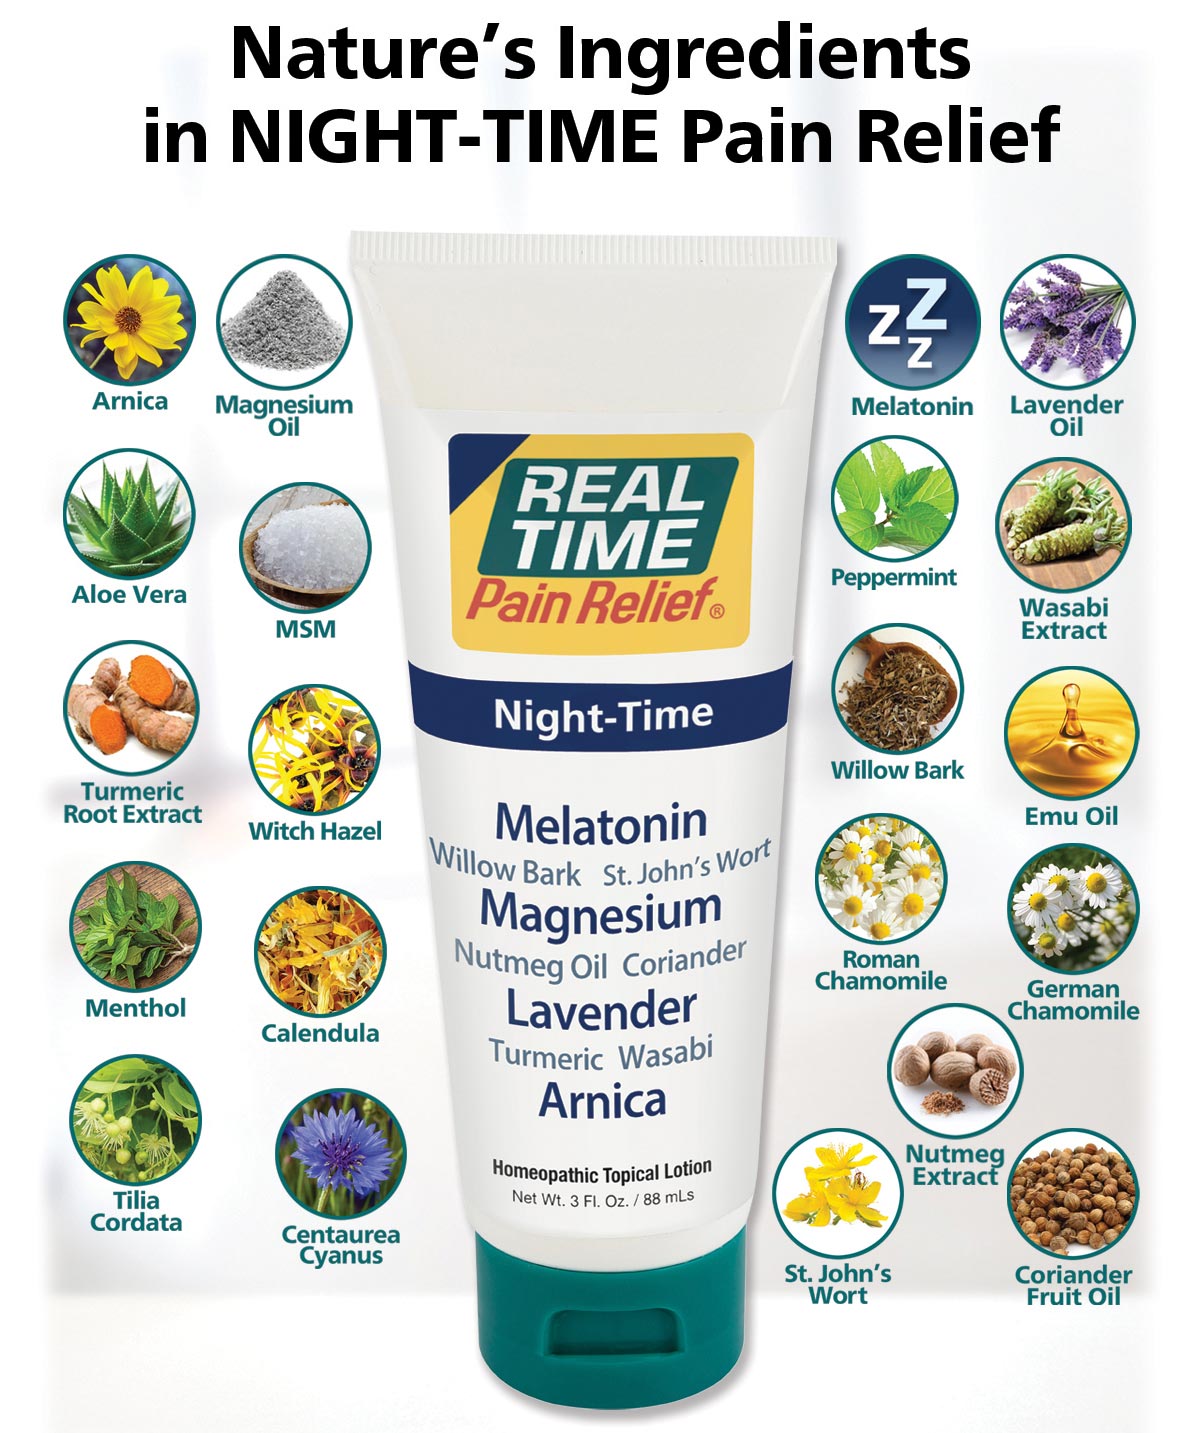 Nature's Ingredients
in NIGHT-TIME Pain Relief
Arnica
Magnesium
Oil
Aloe Vera
MSM
Turmeric
Root Extract
Witch Hazel
Menthol
Calendula
Tilia
Cordata
Centaurea
Cyanus
REAL
TIME
Pain Relief®
Night-Time
Melatonin
Willow Bark St. John's Wort
Magnesium
Nutmeg Oil Coriander
Lavender
Turmeric Wasabi
Arnica
Homeopathic Topical Lotion
Net Wt. 3 Fl. Oz. / 88 mLs
z Z z
Melatonin
Lavender
Oil
Peppermint
Wasabi
Extract
Willow Bark
Emu Oil
Roman
Chamomile
German
Chamomile
Nutmeg
Extract
St. John's
Wort
Coriander
Fruit Oil